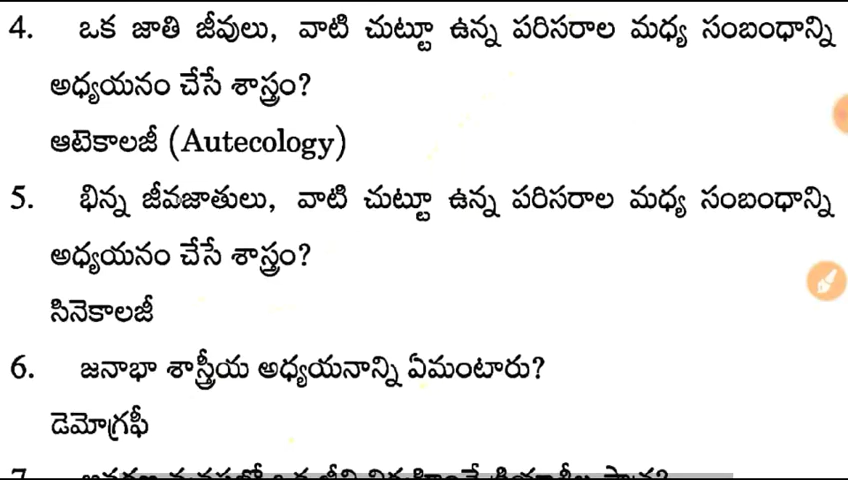 4. ఒక జాతి జీవులు, వాటి చుట్టూ ఉన్న పరిసరాల మధ్య సంబంధాన్ని
అధ్యయనం చేసే శాస్త్రం?
ఆటెకాలజీ (Autecology)
5. భిన్న జీవజాతులు, వాటి చుట్టూ ఉన్న పరిసరాల మధ్య సంబంధాన్ని
అధ్యయనం చేసే శాస్త్రం?
సినెకాలజీ
6. జనాభా శాస్త్రీయ అధ్యయనాన్ని ఏమంటారు?
డెమోగ్రఫీ
7.